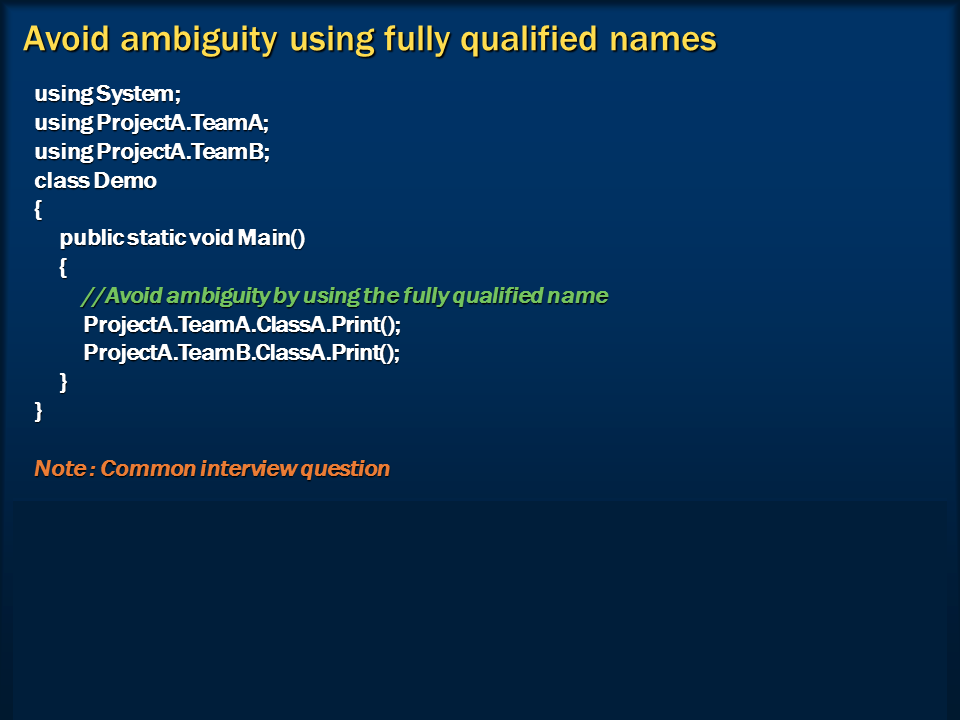 Avoid ambiguity using fully qualified names
using System;
using ProjectA.TeamA;
using ProjectA.TeamB;
class Demo
{
public static void Main()
{
//Avoid ambiguity by using the fully qualified name
ProjectA.TeamA.ClassA.Print();
ProjectA.TeamB.ClassA.Print();
}
}
Note : Common interview question